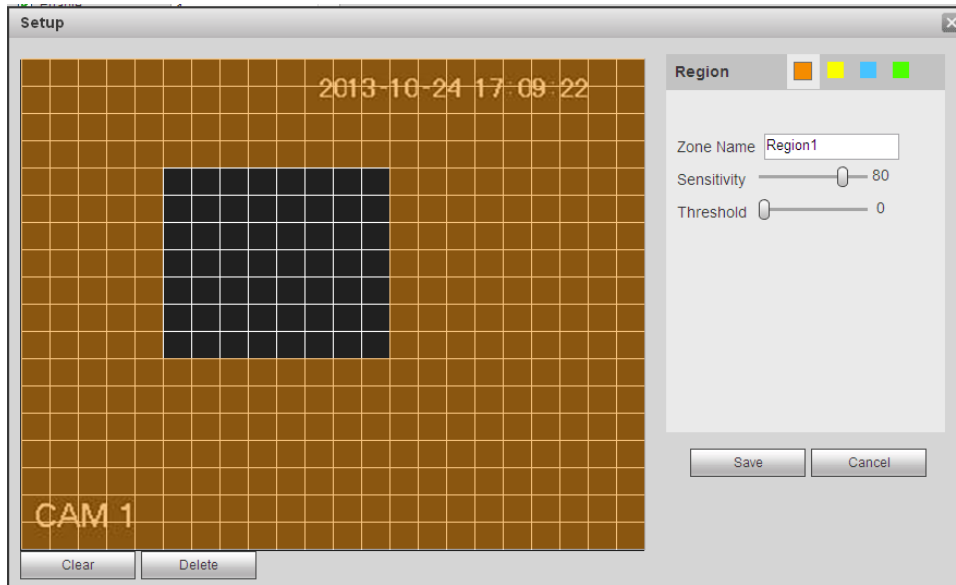 Setup
2013-10-24 17:09:22
Region
Zone Name Region1
Sensitivity 80
Threshold 0
Save Cancel
CAM 1
Clear Delete